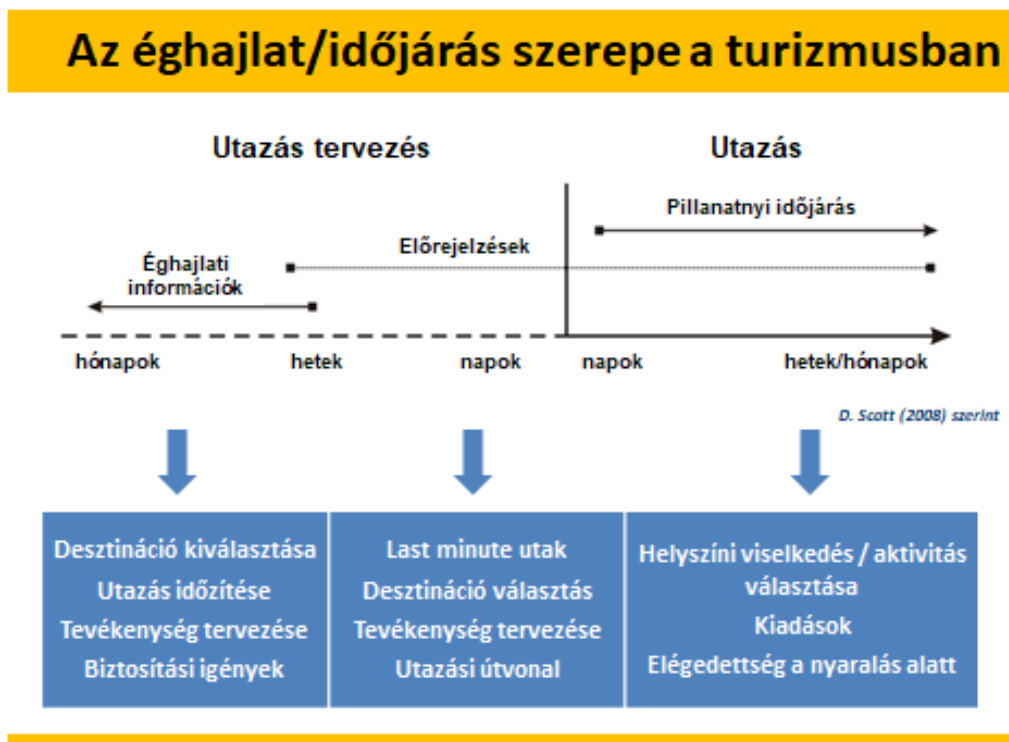 Az éghajlat/időjárás szerepe a turizmusban
Utazás tervezés
Utazás
Pillanatnyi időjárás
Előrejelzések
Éghajlati
információk
hónapok
hetek
napok
napok
hetek/hónapok
D. Scott (2008) szerint
Desztináció kiválasztása
Utazás időzítése
Tevékenység tervezése
Biztosítási igények
Last minute utak
Desztináció választás
Tevékenység tervezése
Utazási útvonal
Helyszíni viselkedés / aktivitás
választása
Kiadások
Elégedettség a nyaralás alatt